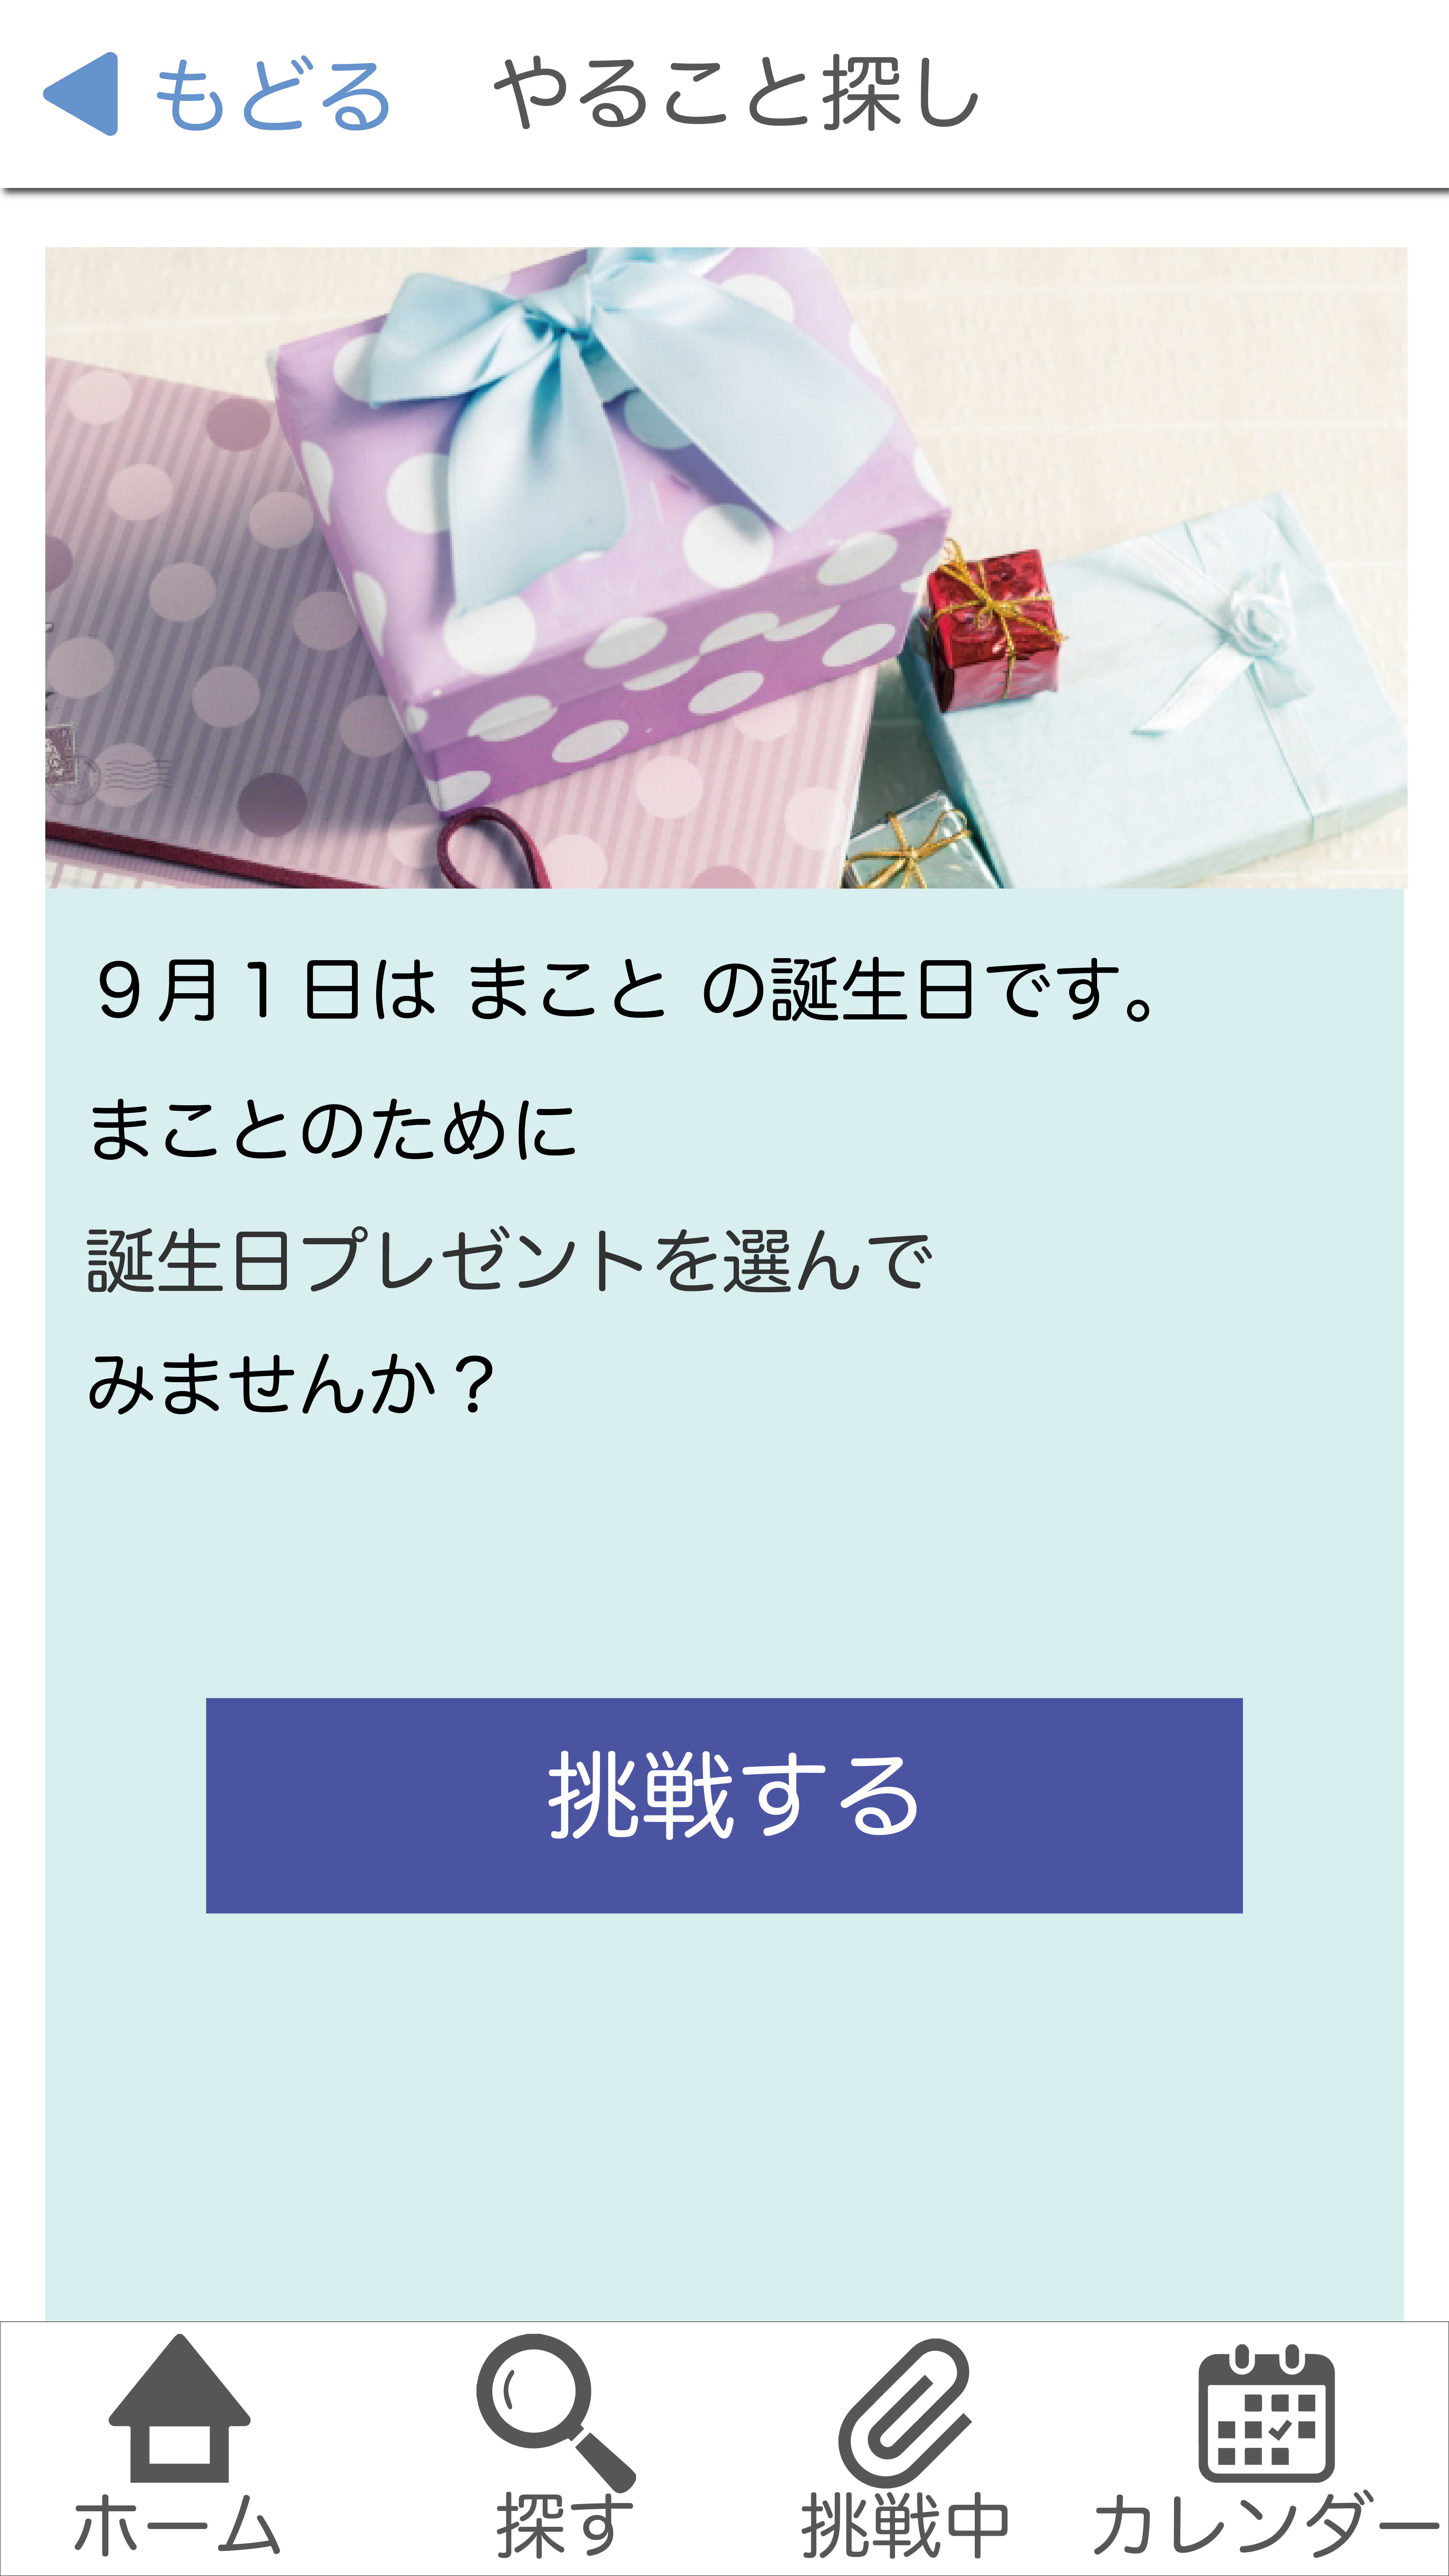 もどる やること探し
９月１日は まこと の誕生日です。
まことのために
誕生日プレゼントを選んで
みませんか？
挑戦する
ホーム 探す 挑戦中 カレンダー